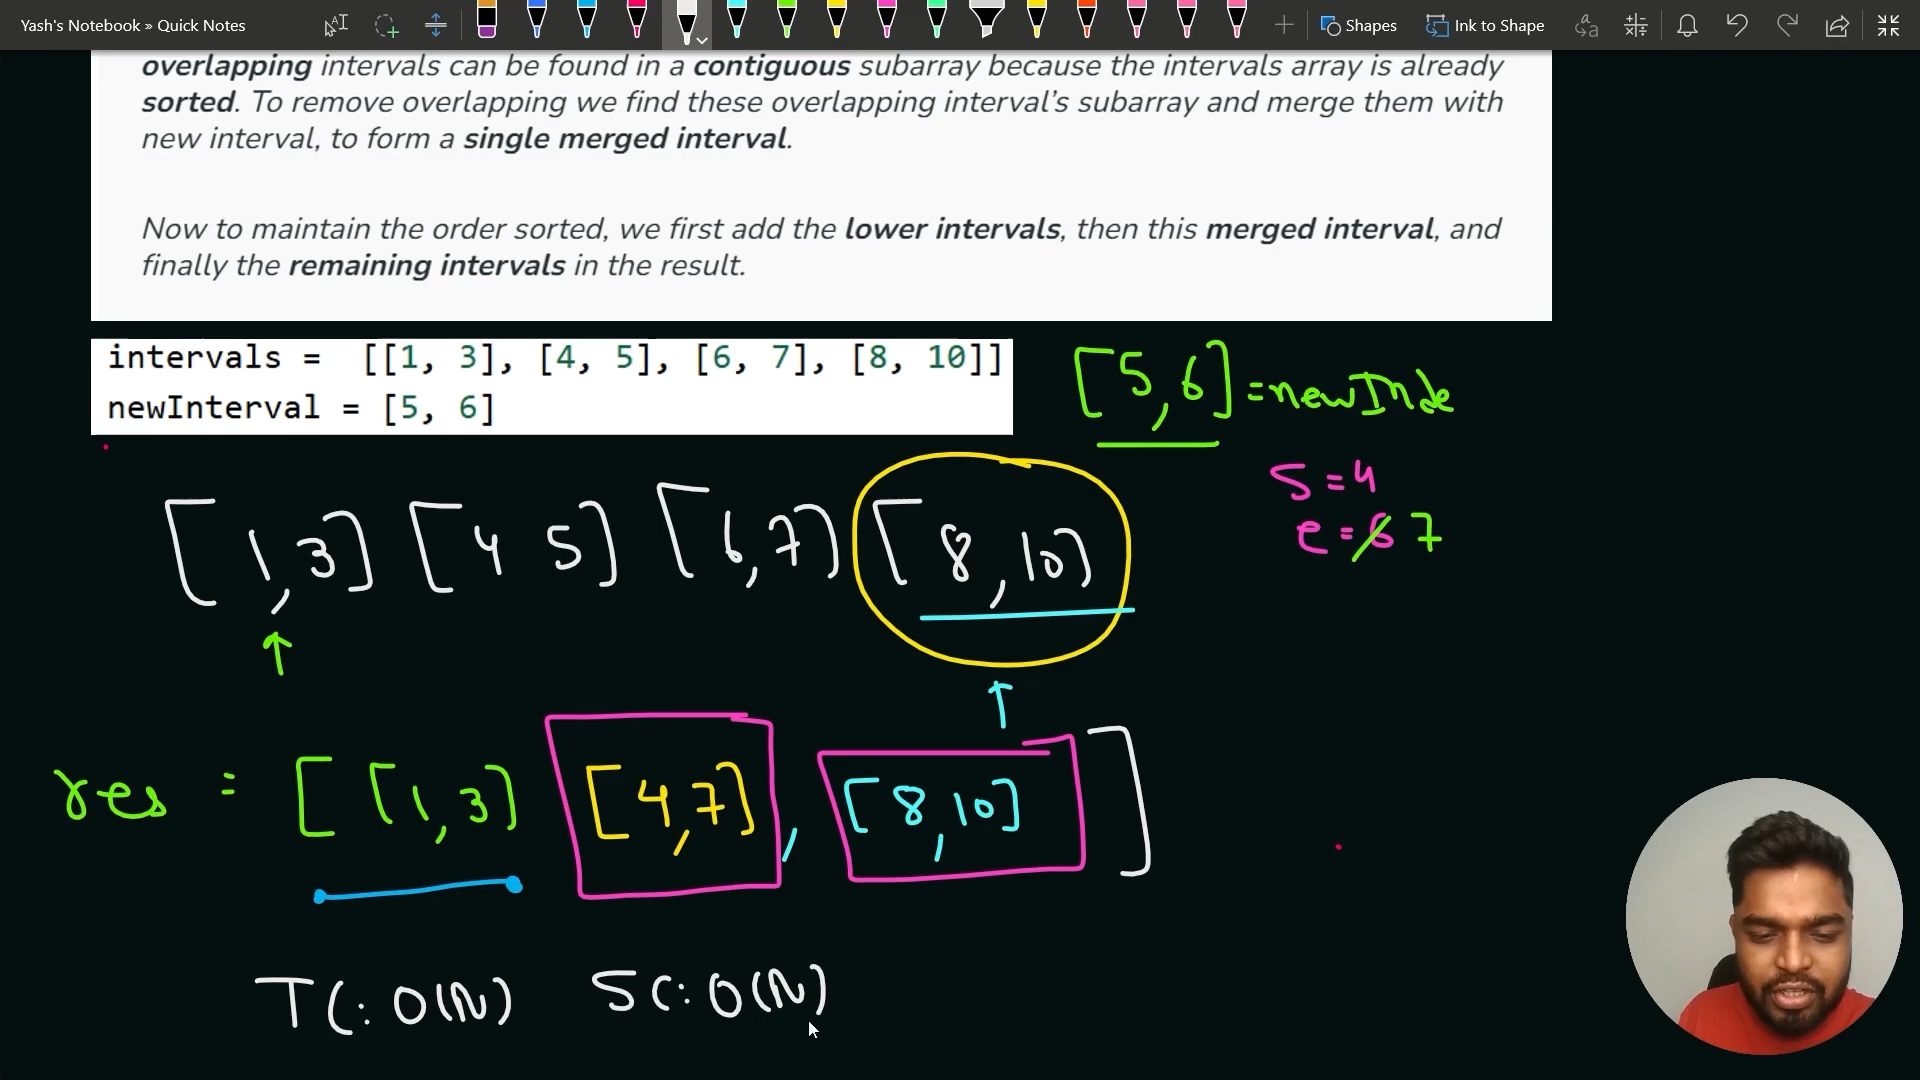 Yash's Notebook » Quick Notes
Shapes
Ink to Shape
overlapping intervals can be found in a contiguous subarray because the intervals array is already
sorted. To remove overlapping we find these overlapping interval's subarray and merge them with
new interval, to form a single merged interval.
Now to maintain the order sorted, we first add the lower intervals, then this merged interval, and
finally the remaining intervals in the result.
intervals = [[1, 3], [4, 5], [6, 7], [8, 10]]
newInterval = [5, 6]
[5,6] = newInte
S = 4
e = 6 7
[1,3] [4 5] [6,7] [8,10]
res = [ [1,3] [4,7], [8,10] ]
TC: O(N) SC: O(N)